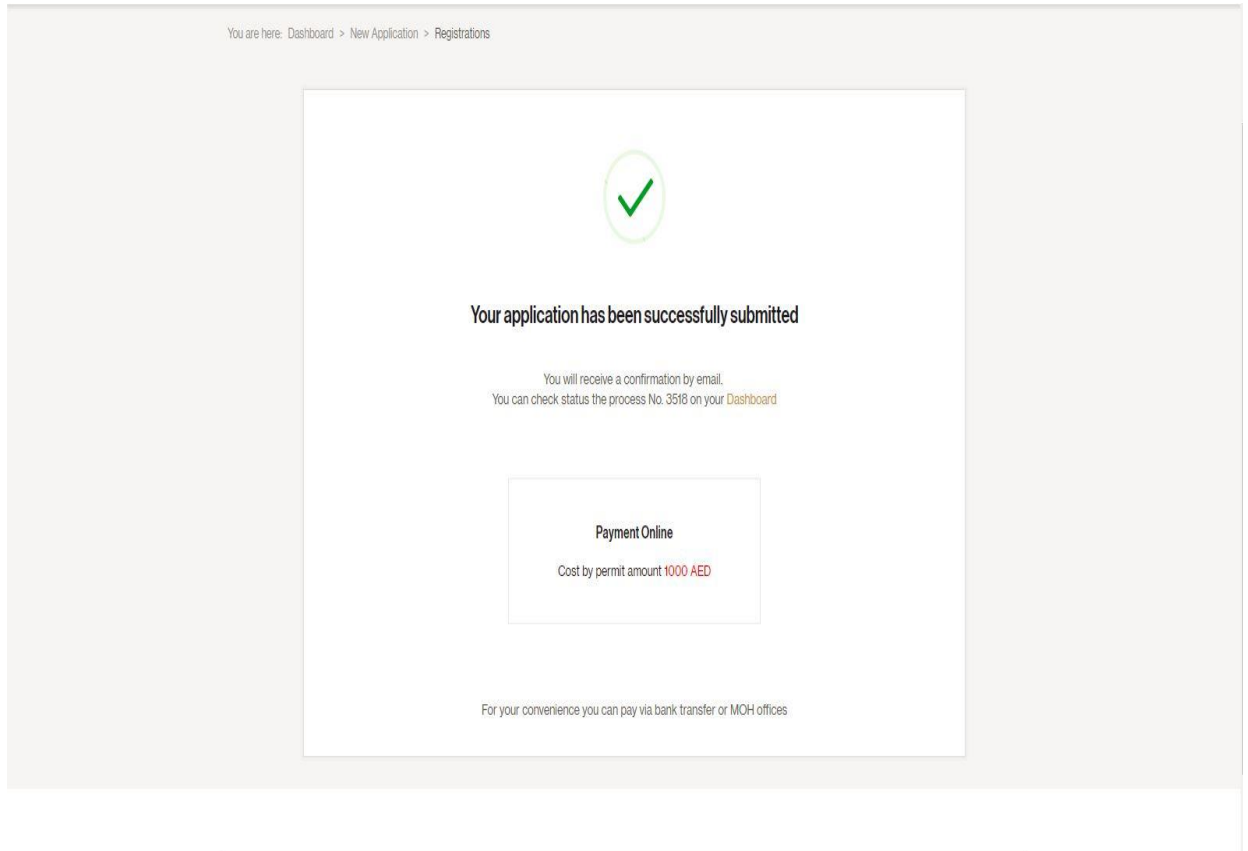 You are here: Dashboard > New Application > Registrations
Your application has been successfully submitted
You will receive a confirmation by email.
You can check status the process No. 3518 on your Dashboard
Payment Online
Cost by permit amount 1000 AED
For your convenience you can pay via bank transfer or MOH offices